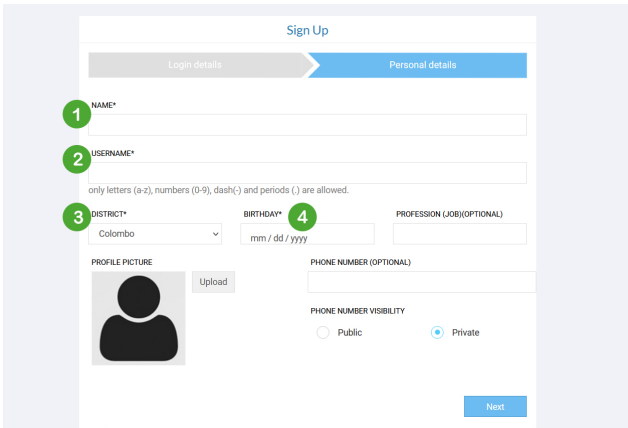 Sign Up
Login details Personal details
1 NAME*
2 USERNAME*
only letters (a-z), numbers (0-9), dash(-) and periods (.) are allowed.
3 DISTRICT* BIRTHDAY* 4 PROFESSION (JOB)(OPTIONAL)
Colombo mm / dd / yyyy
PROFILE PICTURE PHONE NUMBER (OPTIONAL)
Upload
PHONE NUMBER VISIBILITY
Public Private
Next